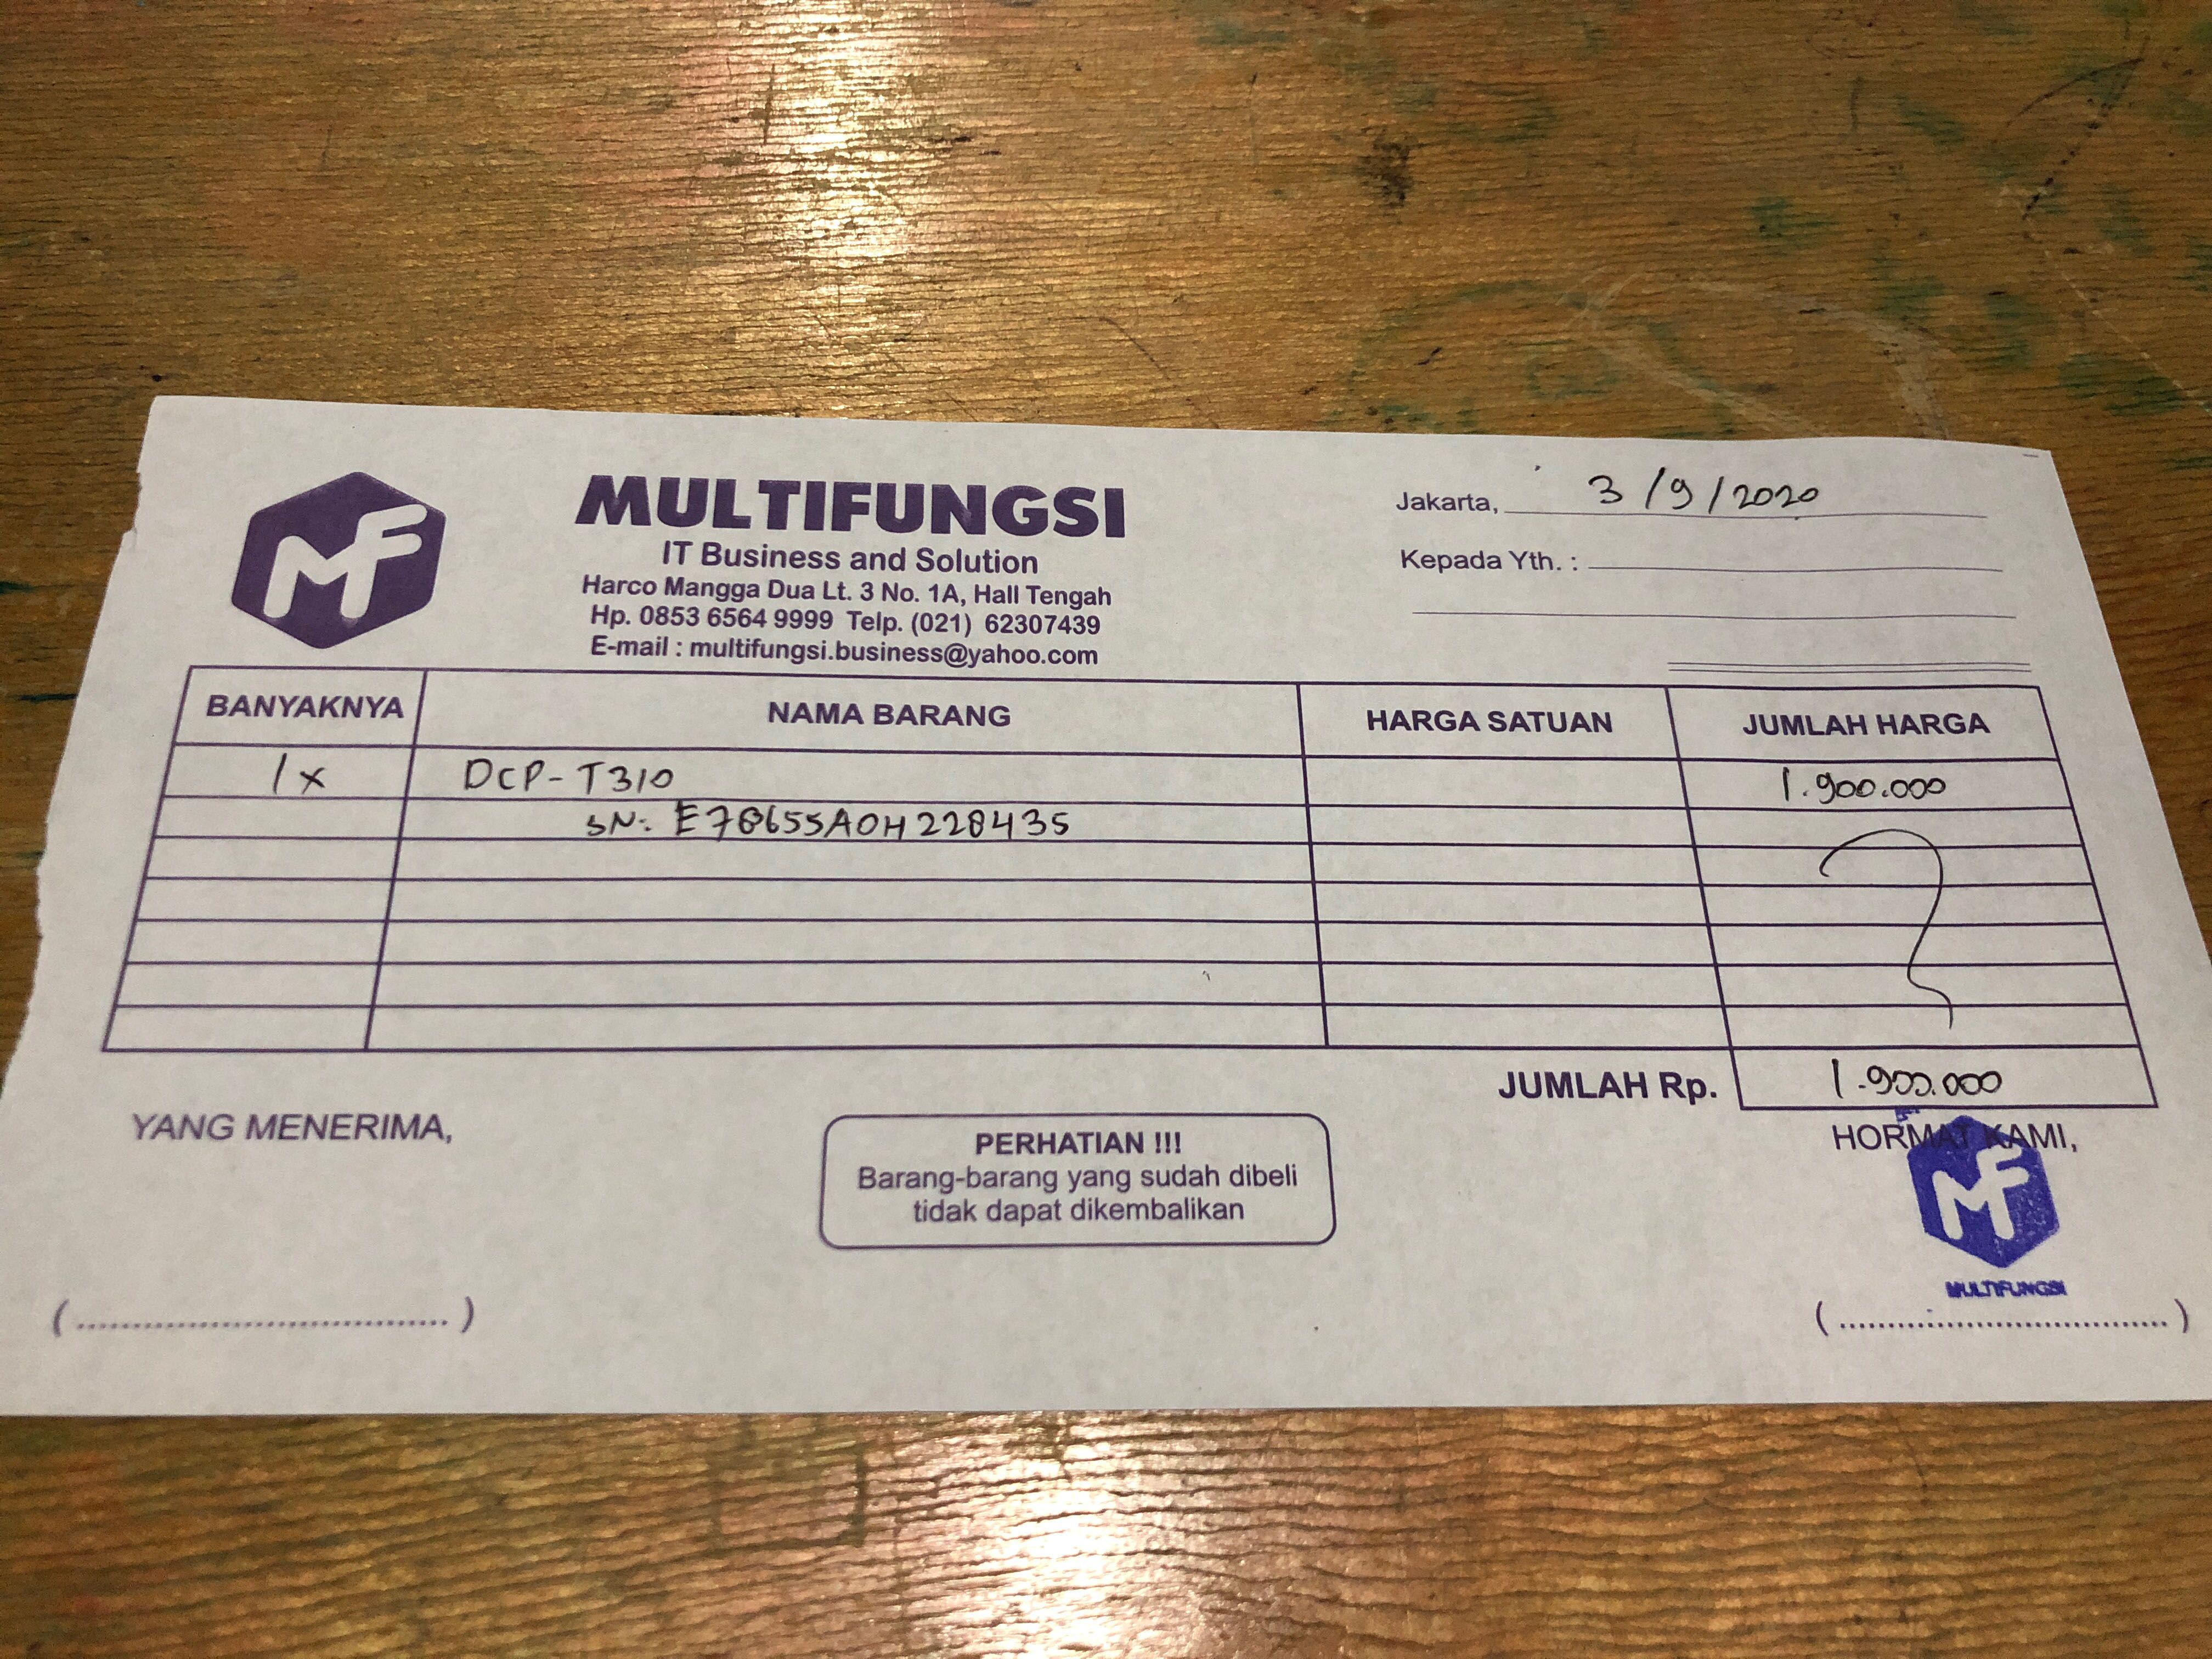 MF
MULTIFUNGSI
IT Business and Solution
Harco Mangga Dua Lt. 3 No. 1A, Hall Tengah
Hp. 0853 6564 9999 Telp. (021) 62307439
E-mail : multifungsi.business@yahoo.com
Jakarta, 3/9/2020
Kepada Yth. :
BANYAKNYA NAMA BARANG HARGA SATUAN JUMLAH HARGA
1x DCP-T310 1.900.000
SN: E78655A0H228435
JUMLAH Rp. 1.900.000
YANG MENERIMA,
PERHATIAN !!!
Barang-barang yang sudah dibeli
tidak dapat dikembalikan
HORMAT KAMI,
MF
MULTIFUNGSI
(..................................)
(..................................)